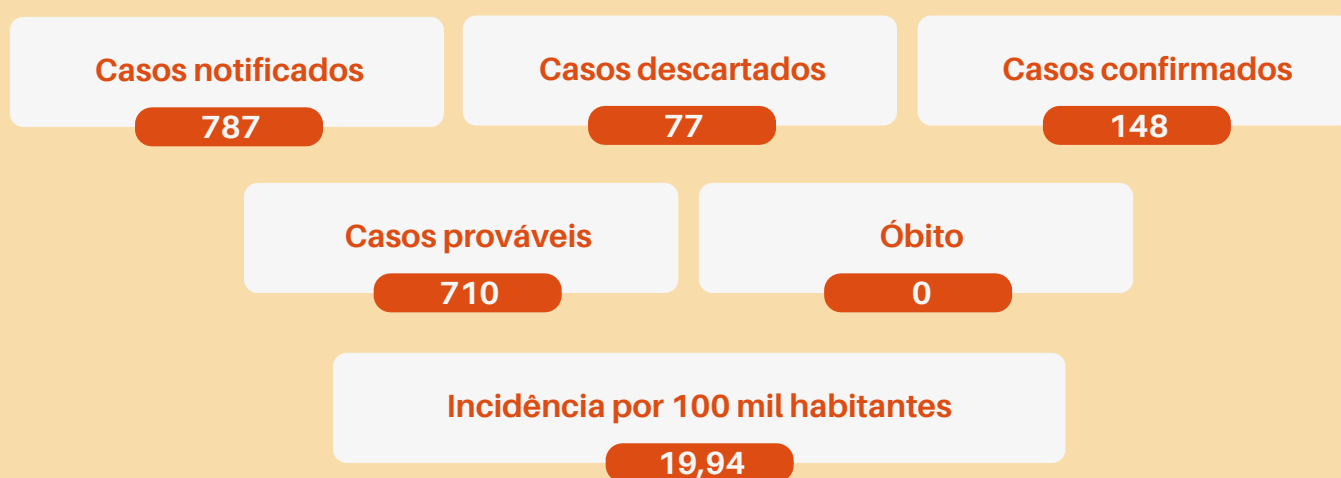 Casos notificados
787
Casos descartados
77
Casos confirmados
148
Casos prováveis
710
Óbito
0
Incidência por 100 mil habitantes
19,94